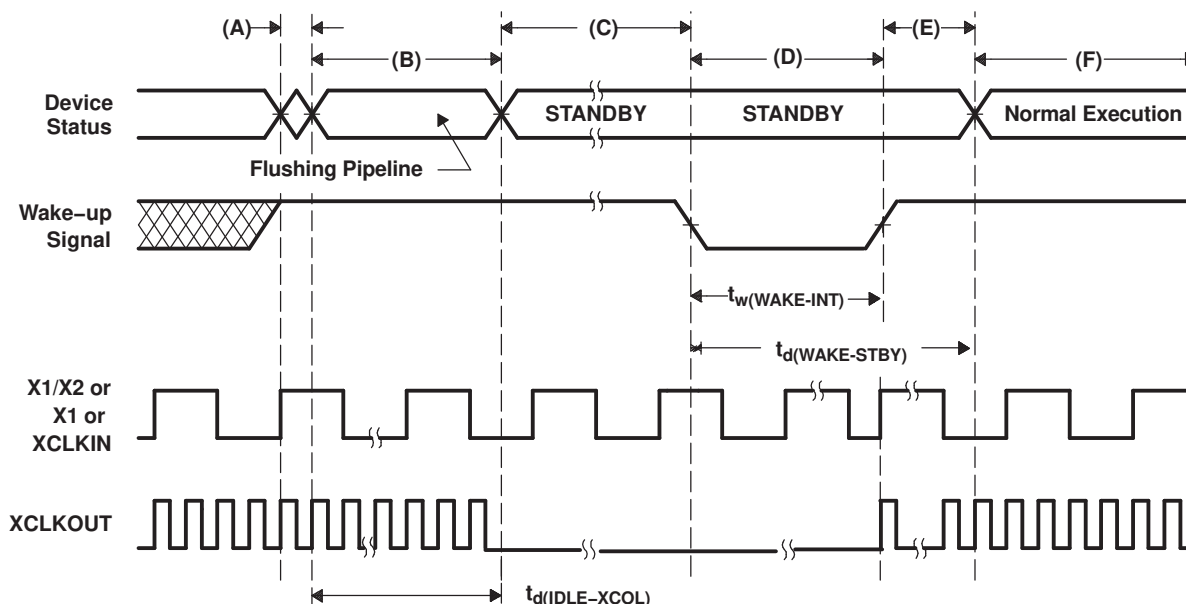 (A)
(C)
(E)
(B)
(D)
(F)
Device
Status
STANDBY
STANDBY
Normal Execution
Flushing Pipeline
Wake−up
Signal
tw(WAKE-INT)
td(WAKE-STBY)
X1/X2 or
X1 or
XCLKIN
XCLKOUT
td(IDLE−XCOL)